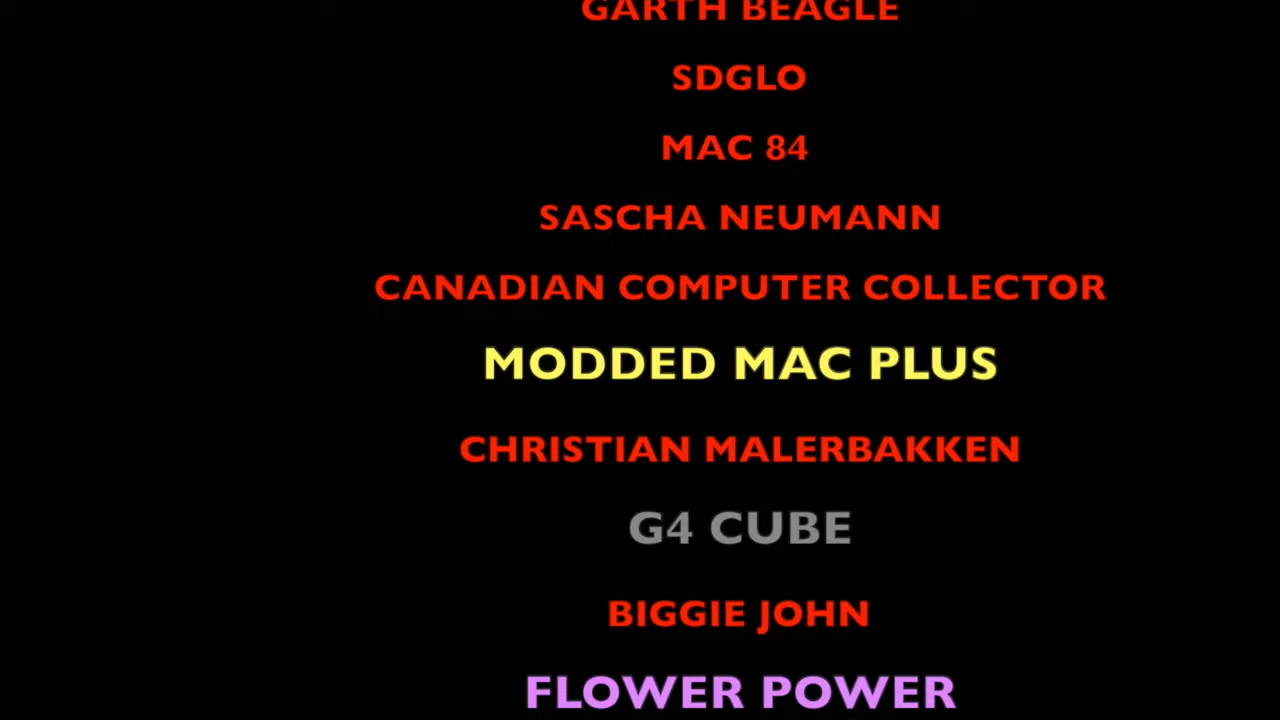 GARTH BEAGLE
SDGLO
MAC 84
SASCHA NEUMANN
CANADIAN COMPUTER COLLECTOR
MODDED MAC PLUS
CHRISTIAN MALERBAKKEN
G4 CUBE
BIGGIE JOHN
FLOWER POWER